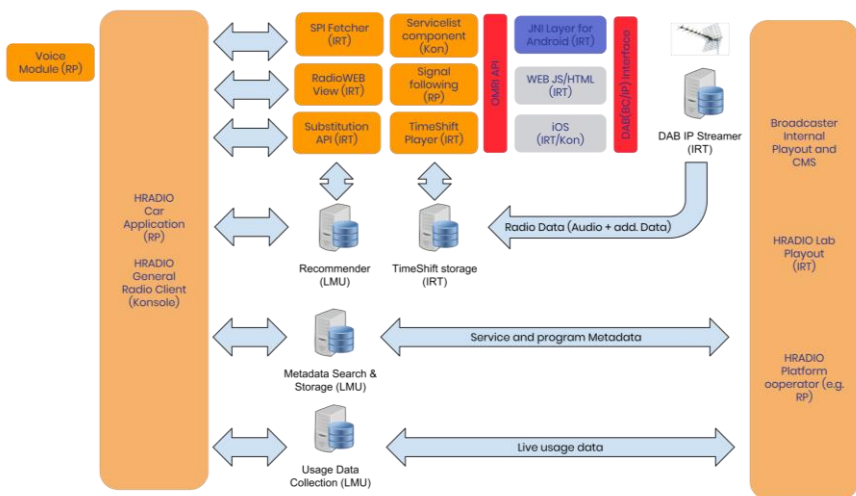 Voice
Module (RP)
HRADIO
Car
Application
(RP)
HRADIO
General
Radio Client
(Konsole)
SPI Fetcher
(IRT)
Servicelist
component
(Kon)
RadioWEB
View (IRT)
Signal
following
(RP)
Substitution
API (IRT)
TimeShift
Player (IRT)
OMRI API
JNI Layer for
Android (IRT)
WEB JS/HTML
(IRT)
iOS
(IRT/Kon)
DAB(BC/IP) interface
DAB IP Streamer
(IRT)
Radio Data (Audio + add. Data)
Recommender
(LMU)
TimeShift storage
(IRT)
Service and program Metadata
Metadata Search &
Storage (LMU)
Live usage data
Usage Data
Collection (LMU)
Broadcaster
Internal
Playout and
CMS
HRADIO Lab
Playout
(IRT)
HRADIO
Platform
ooperator (e.g.
RP)